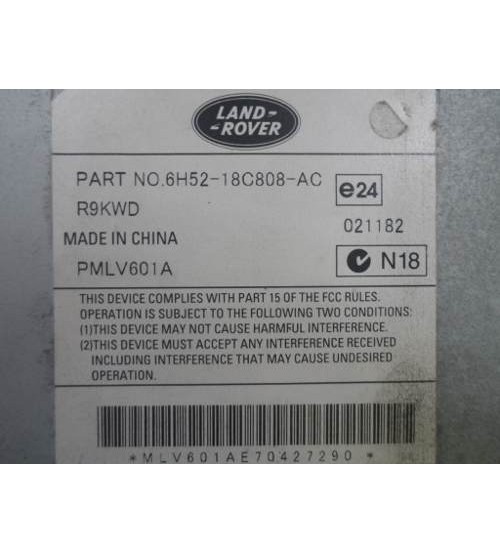 LAND-
-ROVER
PART NO.6H52-18C808-AC
e24
R9KWD
021182
MADE IN CHINA
PMLV601A
N18
THIS DEVICE COMPLIES WITH PART 15 OF THE FCC RULES.
OPERATION IS SUBJECT TO THE FOLLOWING TWO CONDITIONS:
(1)THIS DEVICE MAY NOT CAUSE HARMFUL INTERFERENCE.
(2)THIS DEVICE MUST ACCEPT ANY INTERFERENCE RECEIVED
INCLUDING INTERFERENCE THAT MAY CAUSE UNDESIRED
OPERATION.
*MLV601AE70427290*